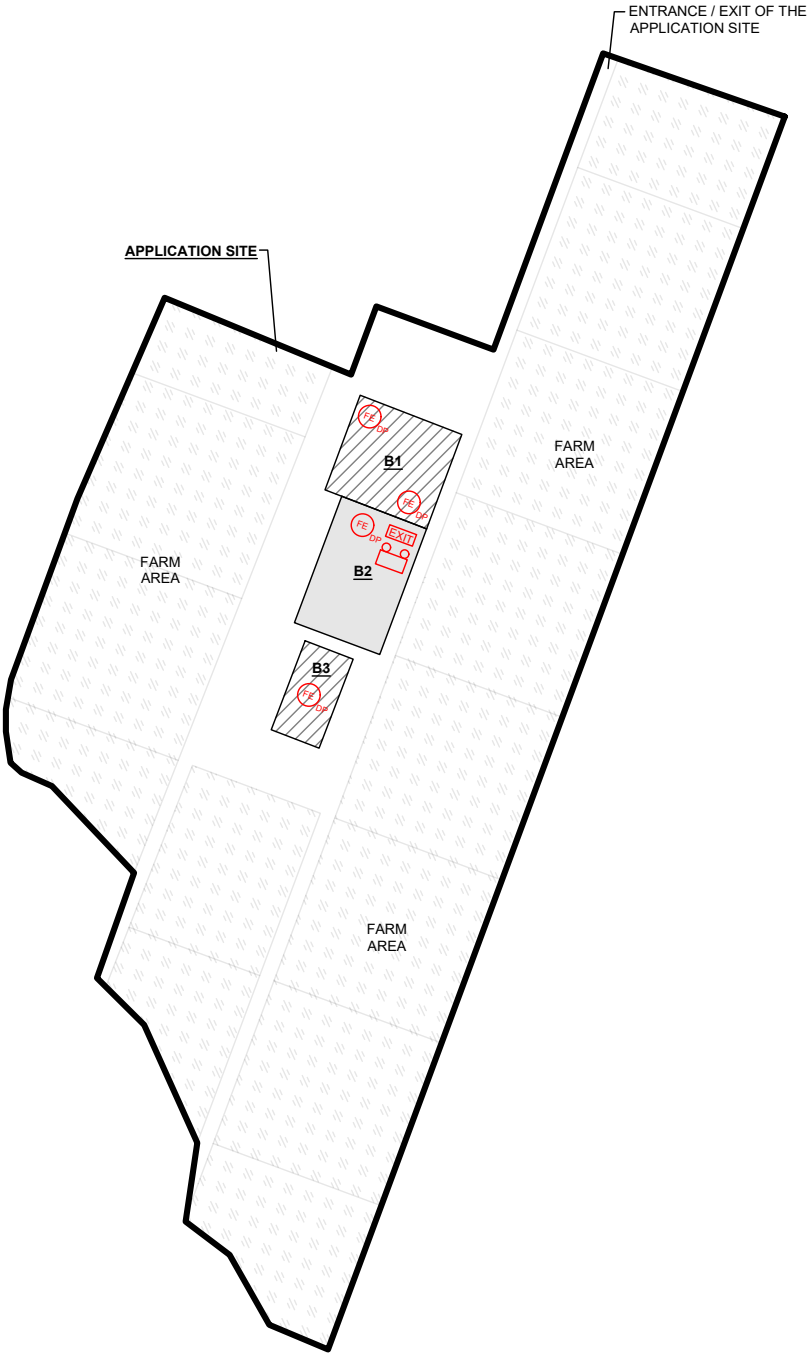 ENTRANCE / EXIT OF THE
APPLICATION SITE
APPLICATION SITE
FE
DP
B1
FE
DP
FARM
AREA
FE
DP
EXIT
B2
FARM
AREA
B3
FE
DP
FARM
AREA